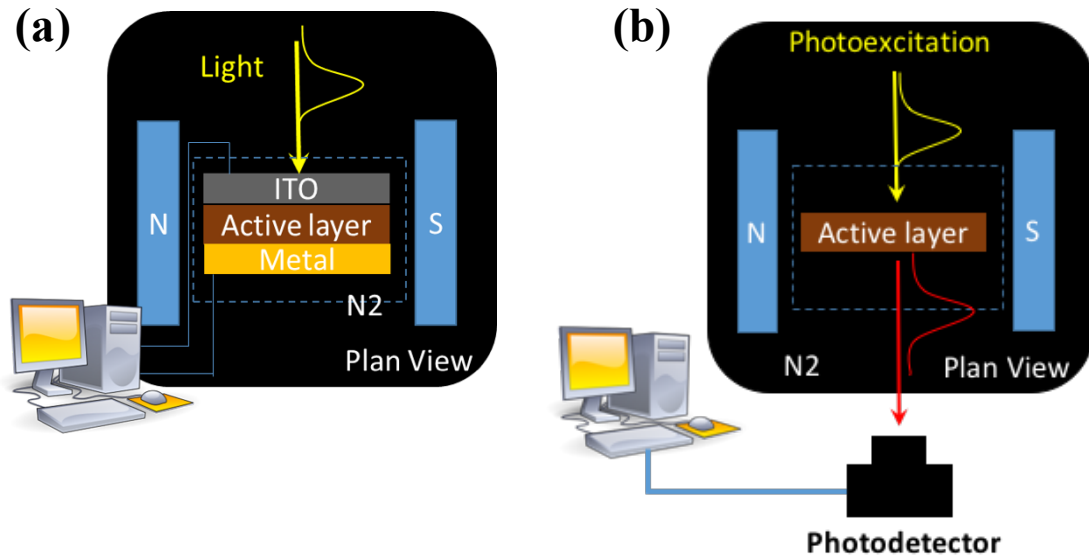 (a)
Light
ITO
Active layer
Metal
N
S
N2
Plan View
(b)
Photoexcitation
N
S
Active layer
N2
Plan View
Photodetector